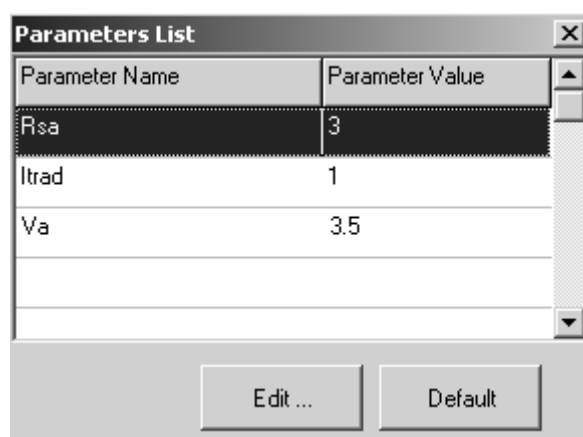 Parameters List
Parameter Name Parameter Value
Rsa 3
Itrad 1
Va 3.5
Edit ... Default